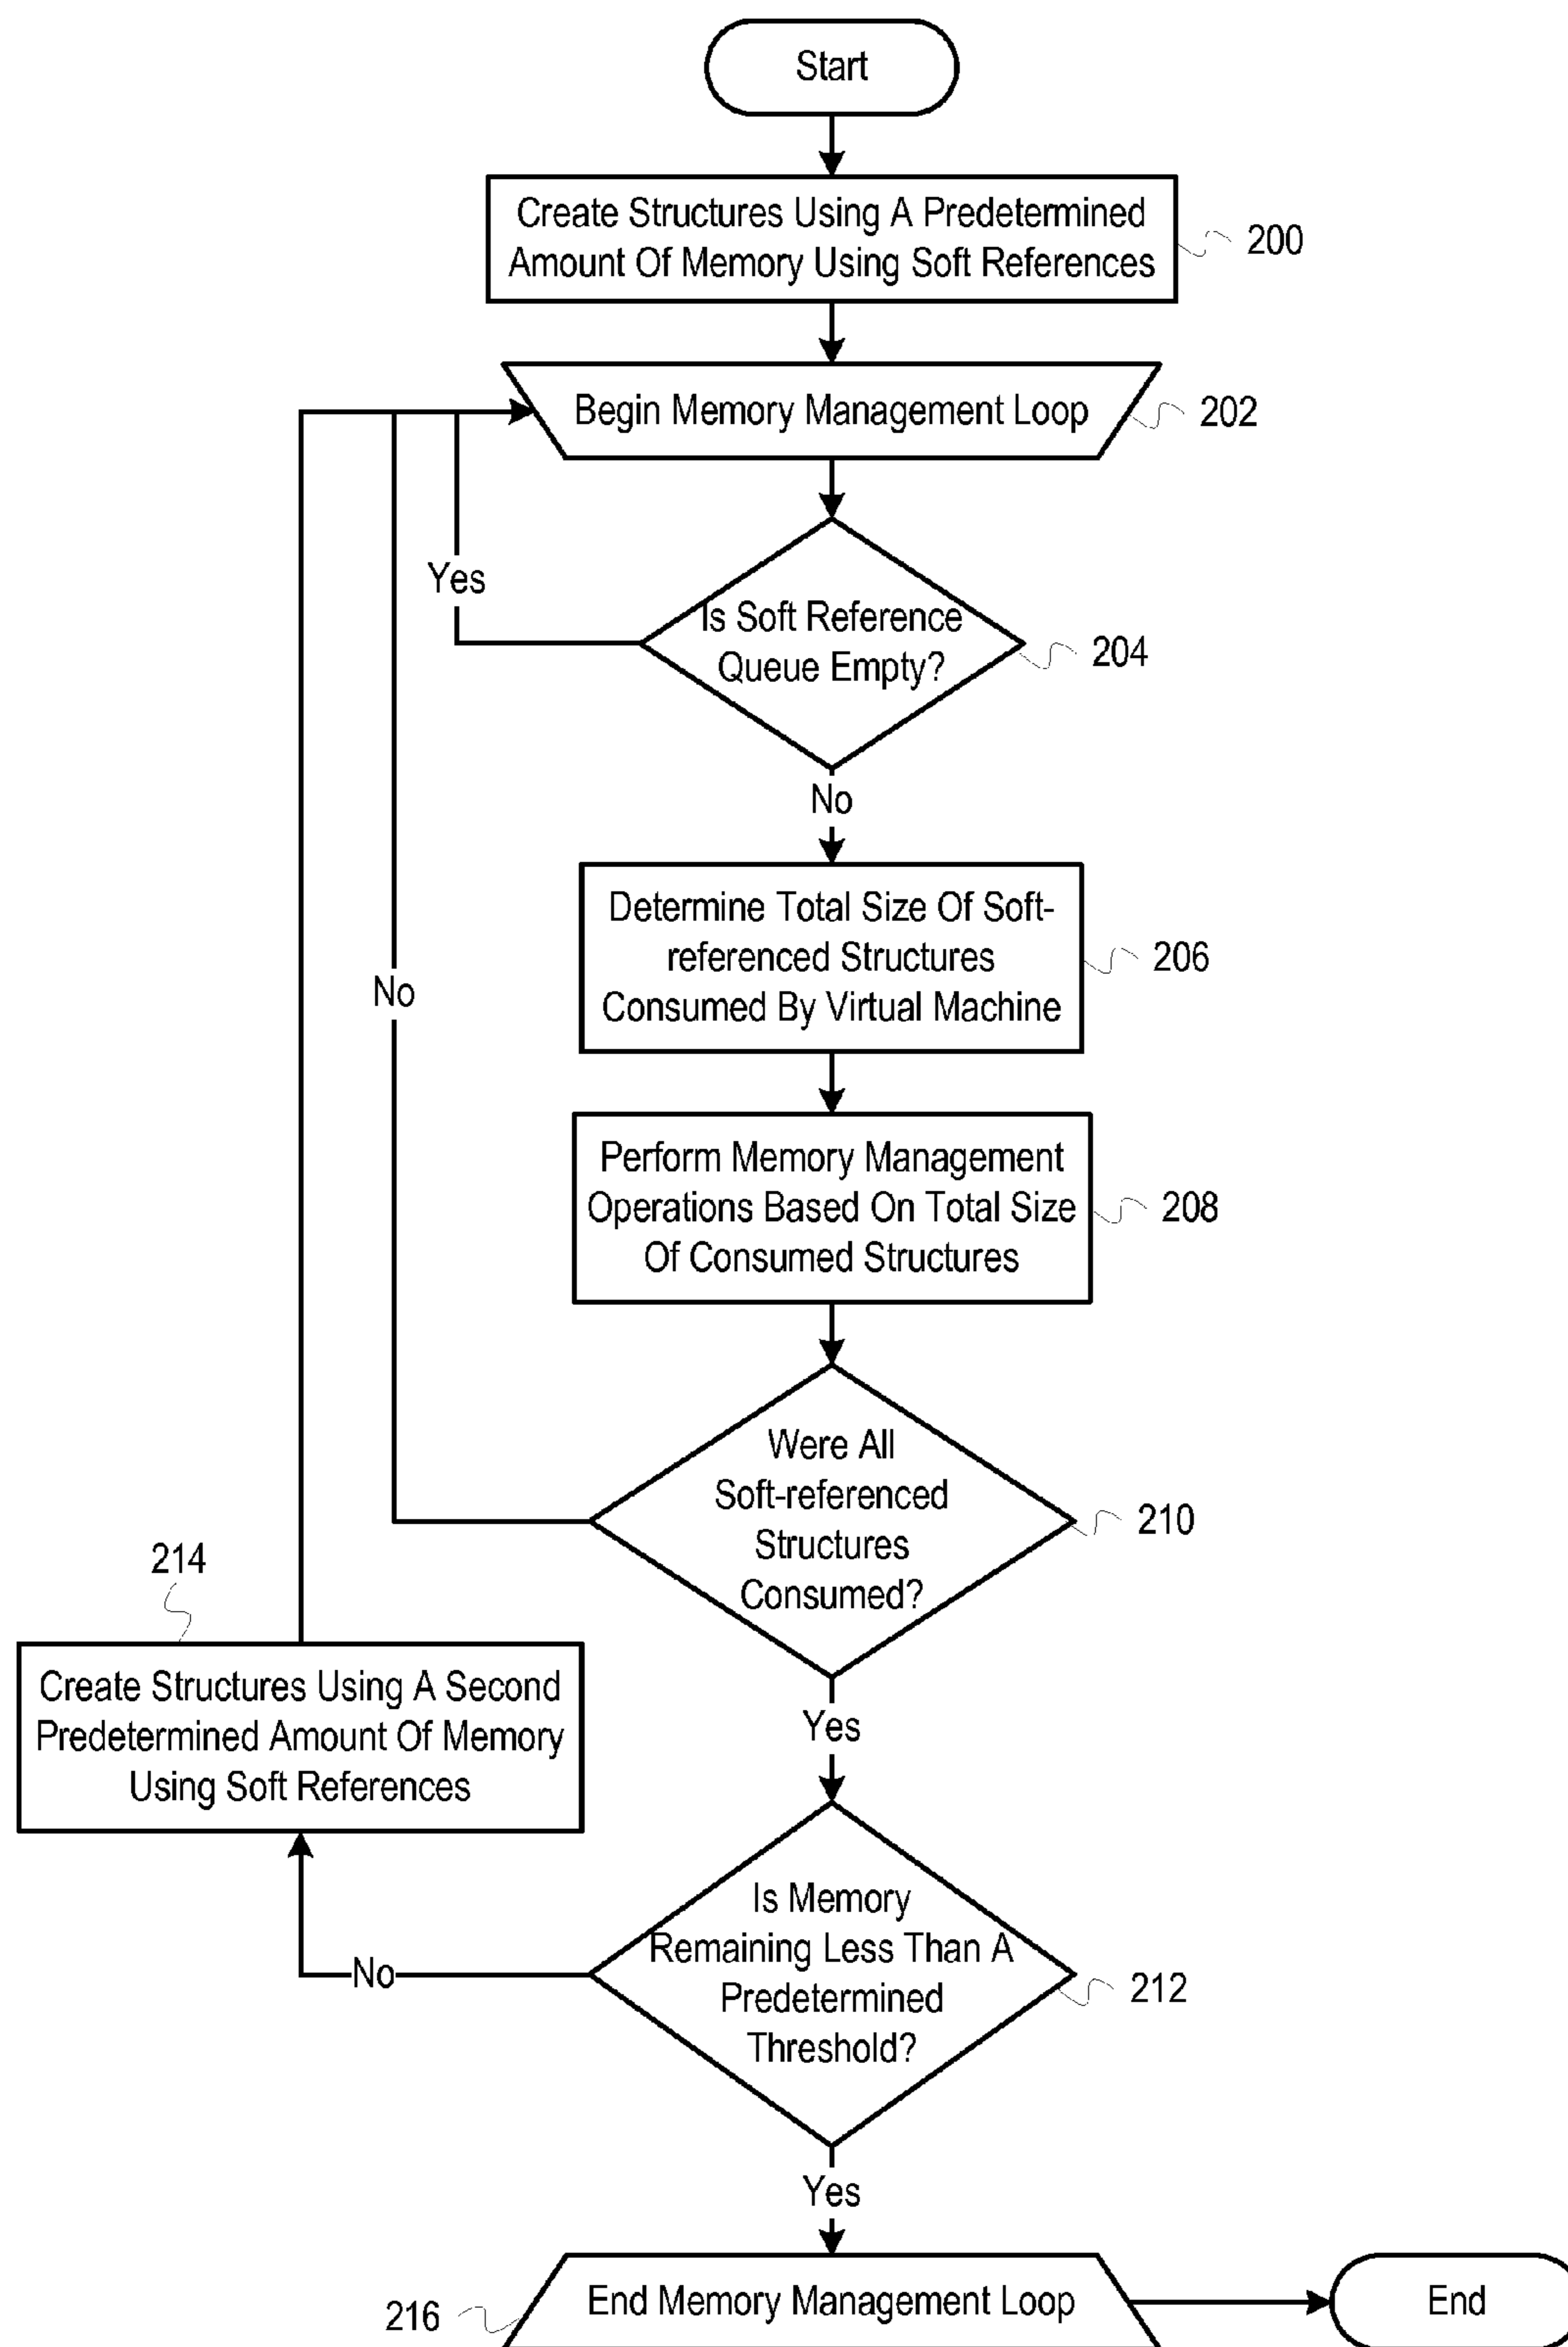 Start
Create Structures Using A Predetermined
Amount Of Memory Using Soft References
200
Begin Memory Management Loop
202
Yes
Is Soft Reference
Queue Empty?
204
No
Determine Total Size Of Soft-
referenced Structures
Consumed By Virtual Machine
206
No
Perform Memory Management
Operations Based On Total Size
Of Consumed Structures
208
Were All
Soft-referenced
Structures
Consumed?
210
214
Create Structures Using A Second
Predetermined Amount Of Memory
Using Soft References
Yes
Is Memory
Remaining Less Than A
Predetermined
Threshold?
212
No
Yes
End Memory Management Loop
216
End